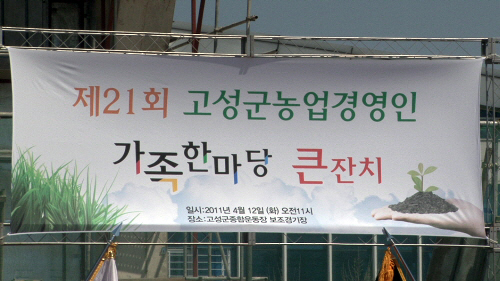 제21회 고성군농업경영인
가족한마당 큰잔치
일시:2011년 4월 12일 (화) 오전11시
장소:고성군종합운동장 보조경기장